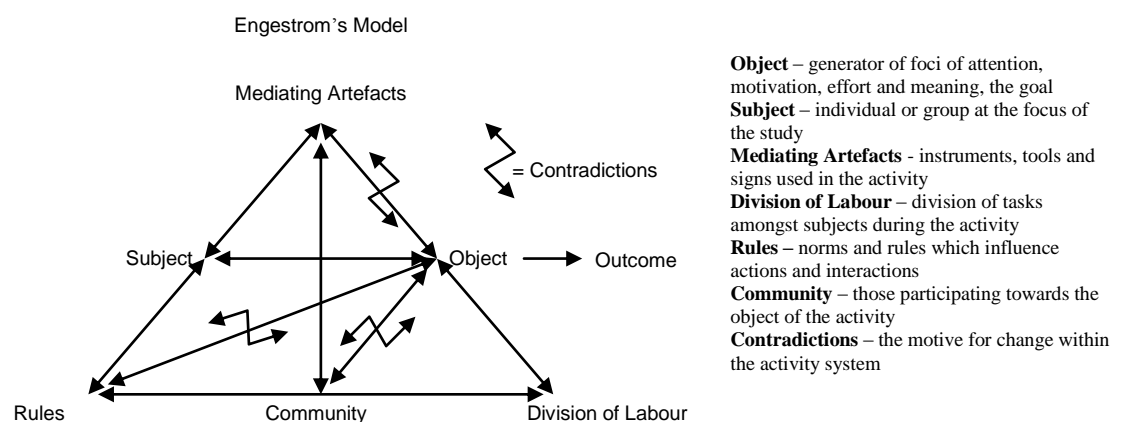 Engestrom's Model
Mediating Artefacts
= Contradictions
Subject
Object
Outcome
Rules
Community
Division of Labour
Object – generator of foci of attention,
motivation, effort and meaning, the goal
Subject – individual or group at the focus of
the study
Mediating Artefacts - instruments, tools and
signs used in the activity
Division of Labour – division of tasks
amongst subjects during the activity
Rules – norms and rules which influence
actions and interactions
Community – those participating towards the
object of the activity
Contradictions – the motive for change within
the activity system